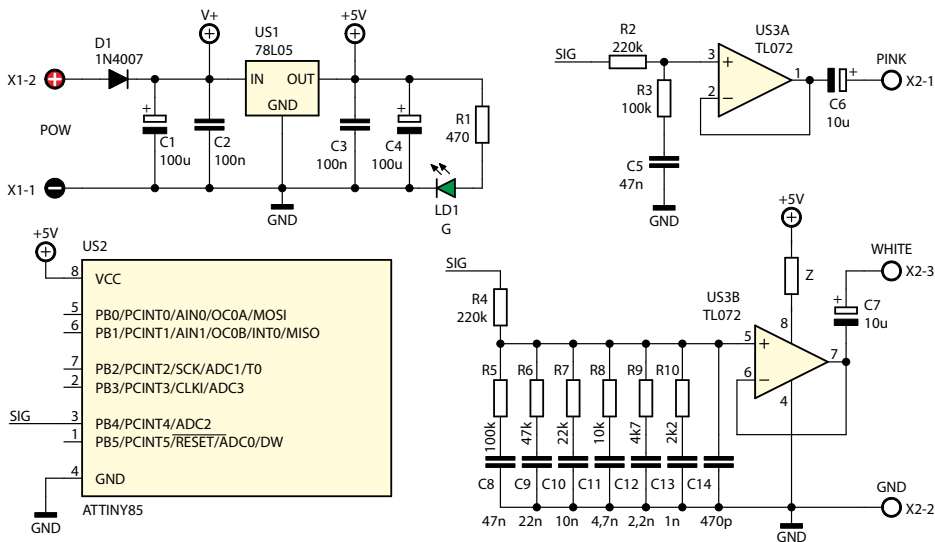 V+
+5V
D1
1N4007
US1
78L05
X1-2
IN OUT
GND
POW
C1
100u
C2
100n
C3
100n
C4
100u
R1
470
X1-1
GND
LD1
G
R2
220k
SIG
US3A
TL072
3
2
1
PINK
X2-1
C6
10u
R3
100k
C5
47n
GND
+5V
US2
8
VCC
5
PB0/PCINT0/AIN0/OC0A/MOSI
6
PB1/PCINT1/AIN1/OC0B/INT0/MISO
7
PB2/PCINT2/SCK/ADC1/T0
2
PB3/PCINT3/CLKI/ADC3
SIG
3
PB4/PCINT4/ADC2
1
PB5/PCINT5/RESET/ADC0/DW
4
GND
GND
ATTINY85
SIG
R4
220k
+5V
Z
US3B
TL072
WHITE
X2-3
C7
10u
8
5
6
7
4
R5 R6 R7 R8 R9 R10
100k 47k 22k 10k 4k7 2k2
C8 C9 C10 C11 C12 C13 C14
47n 22n 10n 4,7n 2,2n 1n 470p
GND
GND
X2-2
+
+
+
+
+
−
+
−